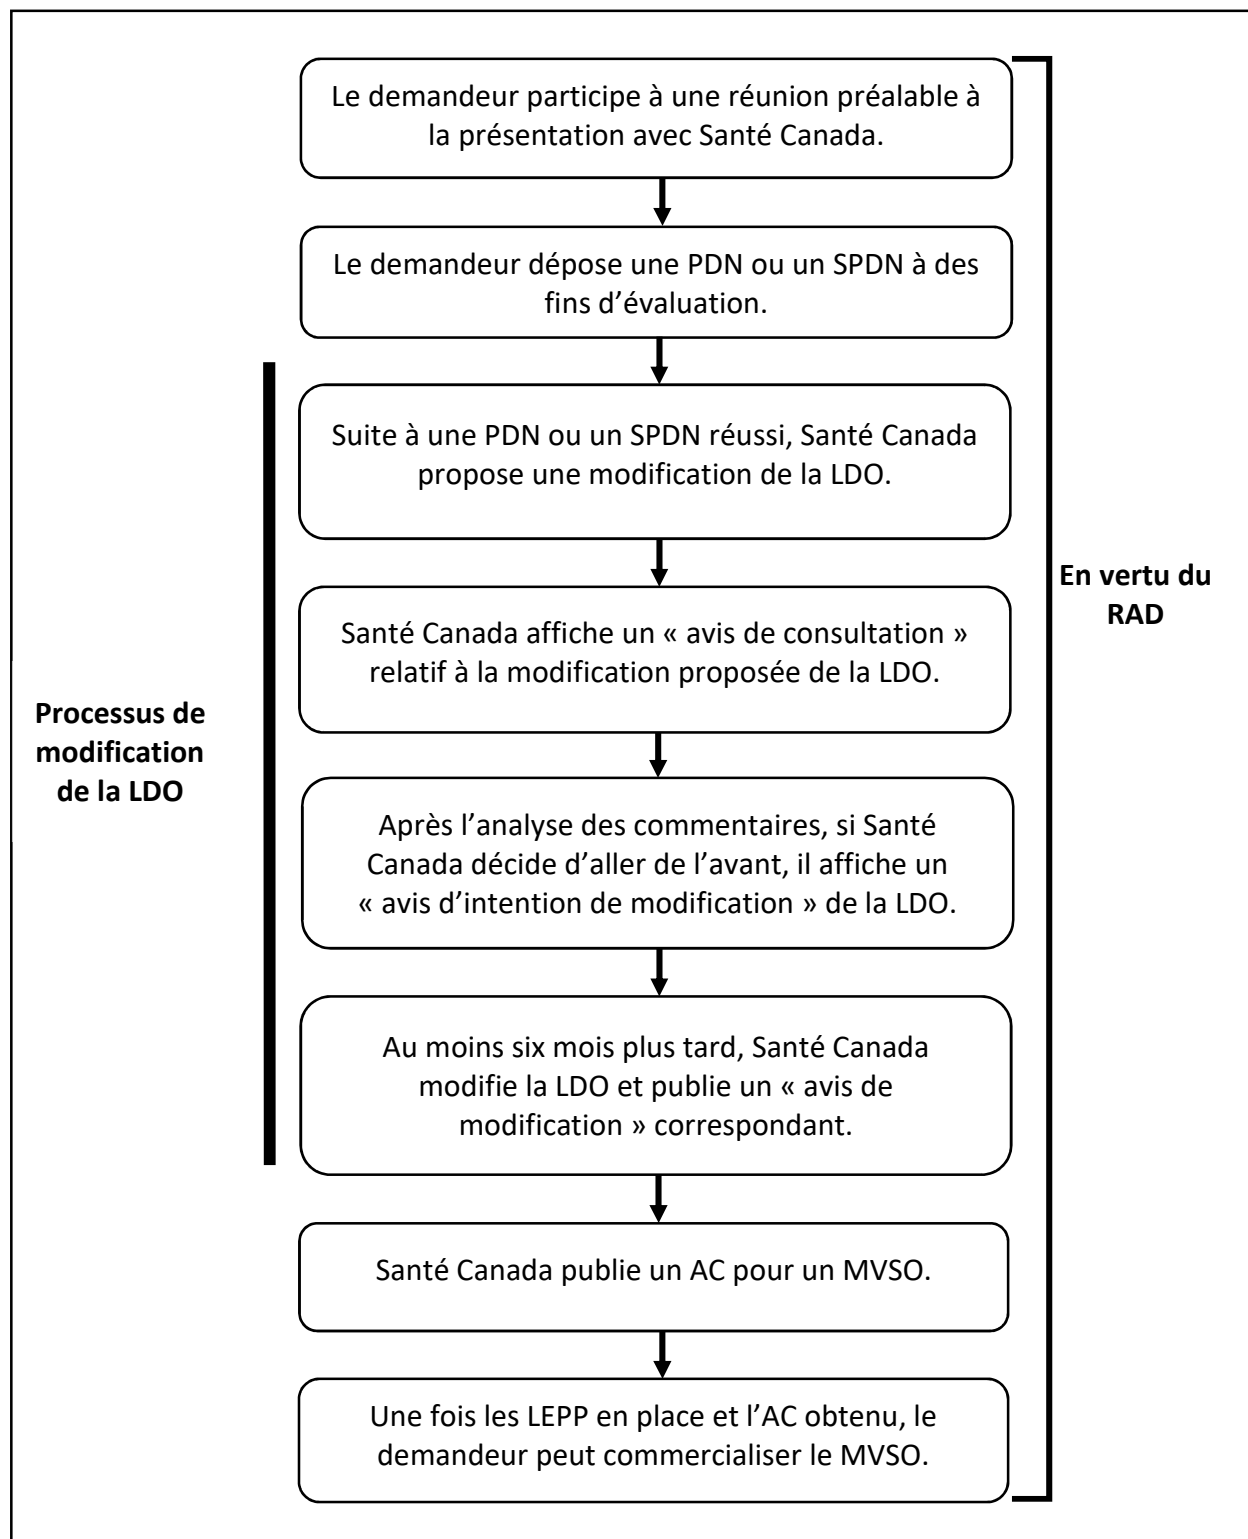 Le demandeur participe à une réunion préalable à
la présentation avec Santé Canada.
Le demandeur dépose une PDN ou un SPDN à des
fins d’évaluation.
Suite à une PDN ou un SPDN réussi, Santé Canada
propose une modification de la LDO.
En vertu du
RAD
Santé Canada affiche un « avis de consultation »
relatif à la modification proposée de la LDO.
Processus de
modification
de la LDO
Après l’analyse des commentaires, si Santé
Canada décide d’aller de l’avant, il affiche un
« avis d’intention de modification » de la LDO.
Au moins six mois plus tard, Santé Canada
modifie la LDO et publie un « avis de
modification » correspondant.
Santé Canada publie un AC pour un MVSO.
Une fois les LEPP en place et l’AC obtenu, le
demandeur peut commercialiser le MVSO.